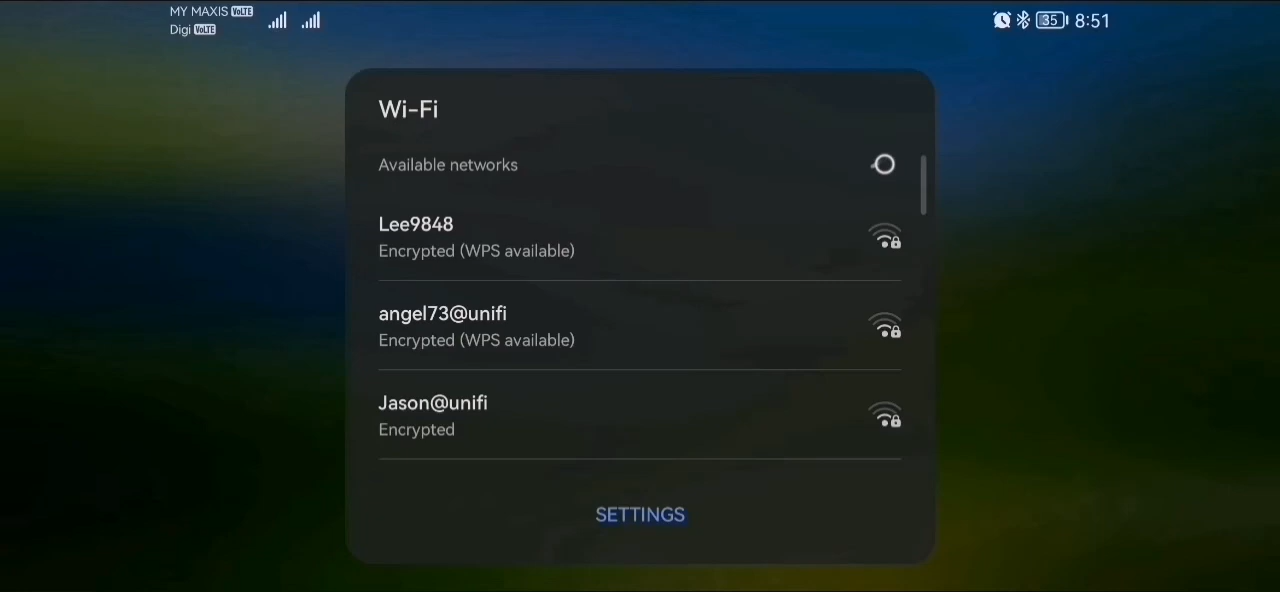 MY MAXIS VoLTE
Digi VoLTE
35 8:51
Wi-Fi
Available networks
Lee9848
Encrypted (WPS available)
angel73@unifi
Encrypted (WPS available)
Jason@unifi
Encrypted
SETTINGS